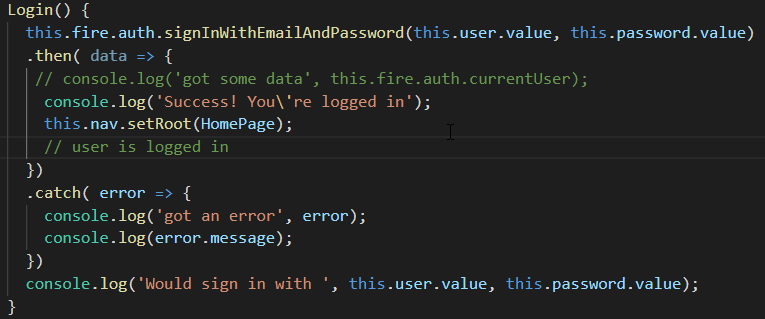 Login() {
this.fire.auth.signInWithEmailAndPassword(this.user.value, this.password.value)
.then( data => {
// console.log('got some data', this.fire.auth.currentUser);
console.log('Success! You\'re logged in');
this.nav.setRoot(HomePage);
// user is logged in
})
.catch( error => {
console.log('got an error', error);
console.log(error.message);
})
console.log('Would sign in with ', this.user.value, this.password.value);
}